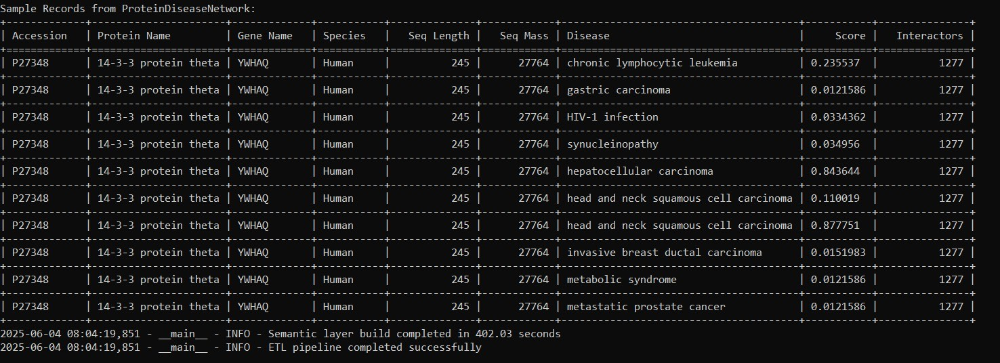 Sample Records from ProteinDiseaseNetwork:
+-------------+----------------------+-------------+-----------+--------------+------------+---------------------------------------+-----------+---------------+
| Accession   | Protein Name         | Gene Name   | Species   |   Seq Length |   Seq Mass | Disease                               |     Score |   Interactors |
+=============+======================+=============+===========+==============+============+=======================================+===========+===============+
| P27348      | 14-3-3 protein theta | YWHAQ       | Human     |          245 |      27764 | chronic lymphocytic leukemia          | 0.235537  |          1277 |
+-------------+----------------------+-------------+-----------+--------------+------------+---------------------------------------+-----------+---------------+
| P27348      | 14-3-3 protein theta | YWHAQ       | Human     |          245 |      27764 | gastric carcinoma                     | 0.0121586 |          1277 |
+-------------+----------------------+-------------+-----------+--------------+------------+---------------------------------------+-----------+---------------+
| P27348      | 14-3-3 protein theta | YWHAQ       | Human     |          245 |      27764 | HIV-1 infection                       | 0.0334362 |          1277 |
+-------------+----------------------+-------------+-----------+--------------+------------+---------------------------------------+-----------+---------------+
| P27348      | 14-3-3 protein theta | YWHAQ       | Human     |          245 |      27764 | synucleinopathy                       | 0.034956  |          1277 |
+-------------+----------------------+-------------+-----------+--------------+------------+---------------------------------------+-----------+---------------+
| P27348      | 14-3-3 protein theta | YWHAQ       | Human     |          245 |      27764 | hepatocellular carcinoma              | 0.843644  |          1277 |
+-------------+----------------------+-------------+-----------+--------------+------------+---------------------------------------+-----------+---------------+
| P27348      | 14-3-3 protein theta | YWHAQ       | Human     |          245 |      27764 | head and neck squamous cell carcinoma | 0.110019  |          1277 |
+-------------+----------------------+-------------+-----------+--------------+------------+---------------------------------------+-----------+---------------+
| P27348      | 14-3-3 protein theta | YWHAQ       | Human     |          245 |      27764 | head and neck squamous cell carcinoma | 0.877751  |          1277 |
+-------------+----------------------+-------------+-----------+--------------+------------+---------------------------------------+-----------+---------------+
| P27348      | 14-3-3 protein theta | YWHAQ       | Human     |          245 |      27764 | invasive breast ductal carcinoma      | 0.0151983 |          1277 |
+-------------+----------------------+-------------+-----------+--------------+------------+---------------------------------------+-----------+---------------+
| P27348      | 14-3-3 protein theta | YWHAQ       | Human     |          245 |      27764 | metabolic syndrome                    | 0.0121586 |          1277 |
+-------------+----------------------+-------------+-----------+--------------+------------+---------------------------------------+-----------+---------------+
| P27348      | 14-3-3 protein theta | YWHAQ       | Human     |          245 |      27764 | metastatic prostate cancer            | 0.0121586 |          1277 |
+-------------+----------------------+-------------+-----------+--------------+------------+---------------------------------------+-----------+---------------+
2025-06-04 08:04:19,851 - __main__ - INFO - Semantic layer build completed in 402.03 seconds
2025-06-04 08:04:19,851 - __main__ - INFO - ETL pipeline completed successfully